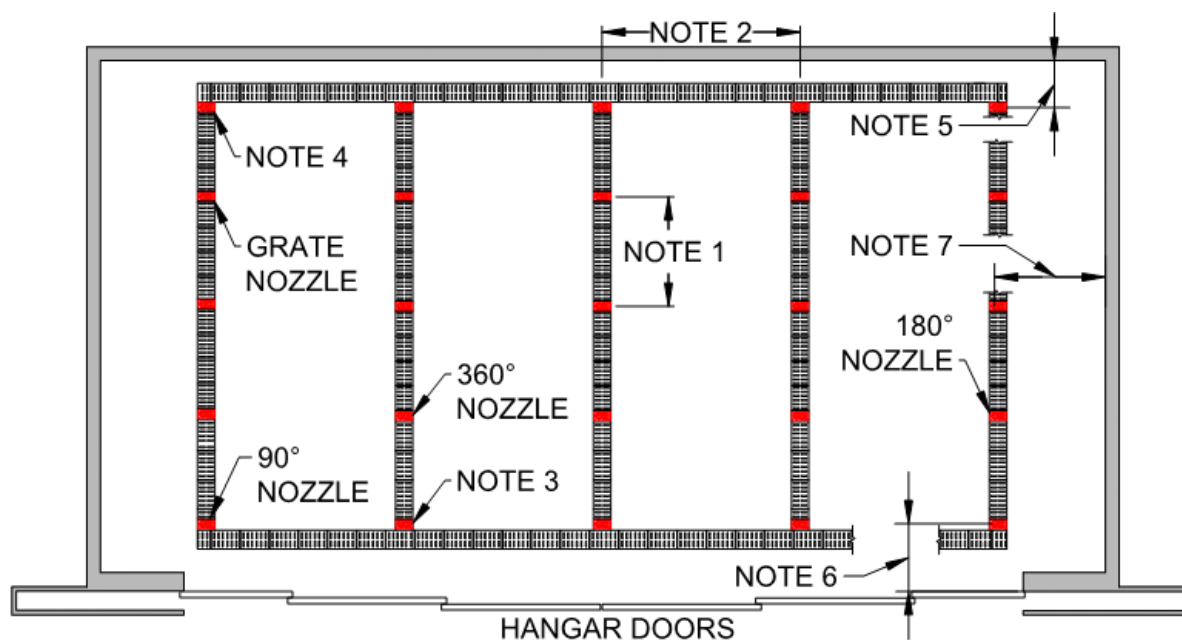 NOTE 2
NOTE 5
NOTE 4
NOTE 7
GRATE
NOZZLE
NOTE 1
180°
NOZZLE
360°
NOZZLE
90°
NOZZLE
NOTE 3
NOTE 6
HANGAR DOORS